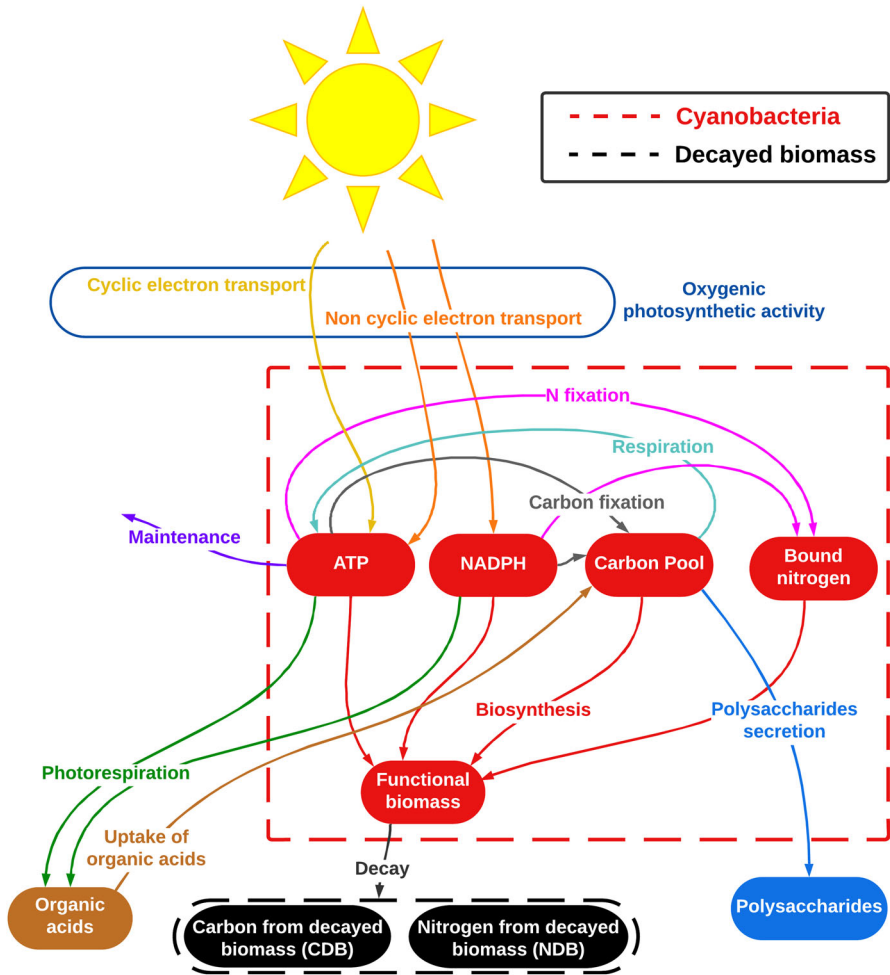 Cyanobacteria
Decayed biomass
Cyclic electron transport
Oxygenic
photosynthetic activity
Non cyclic electron transport
N fixation
Respiration
Carbon fixation
Maintenance
ATP
NADPH
Carbon Pool
Bound
nitrogen
Biosynthesis
Polysaccharides
secretion
Photorespiration
Functional
biomass
Uptake of
organic acids
Decay
Organic
acids
Carbon from decayed
biomass (CDB)
Nitrogen from decayed
biomass (NDB)
Polysaccharides